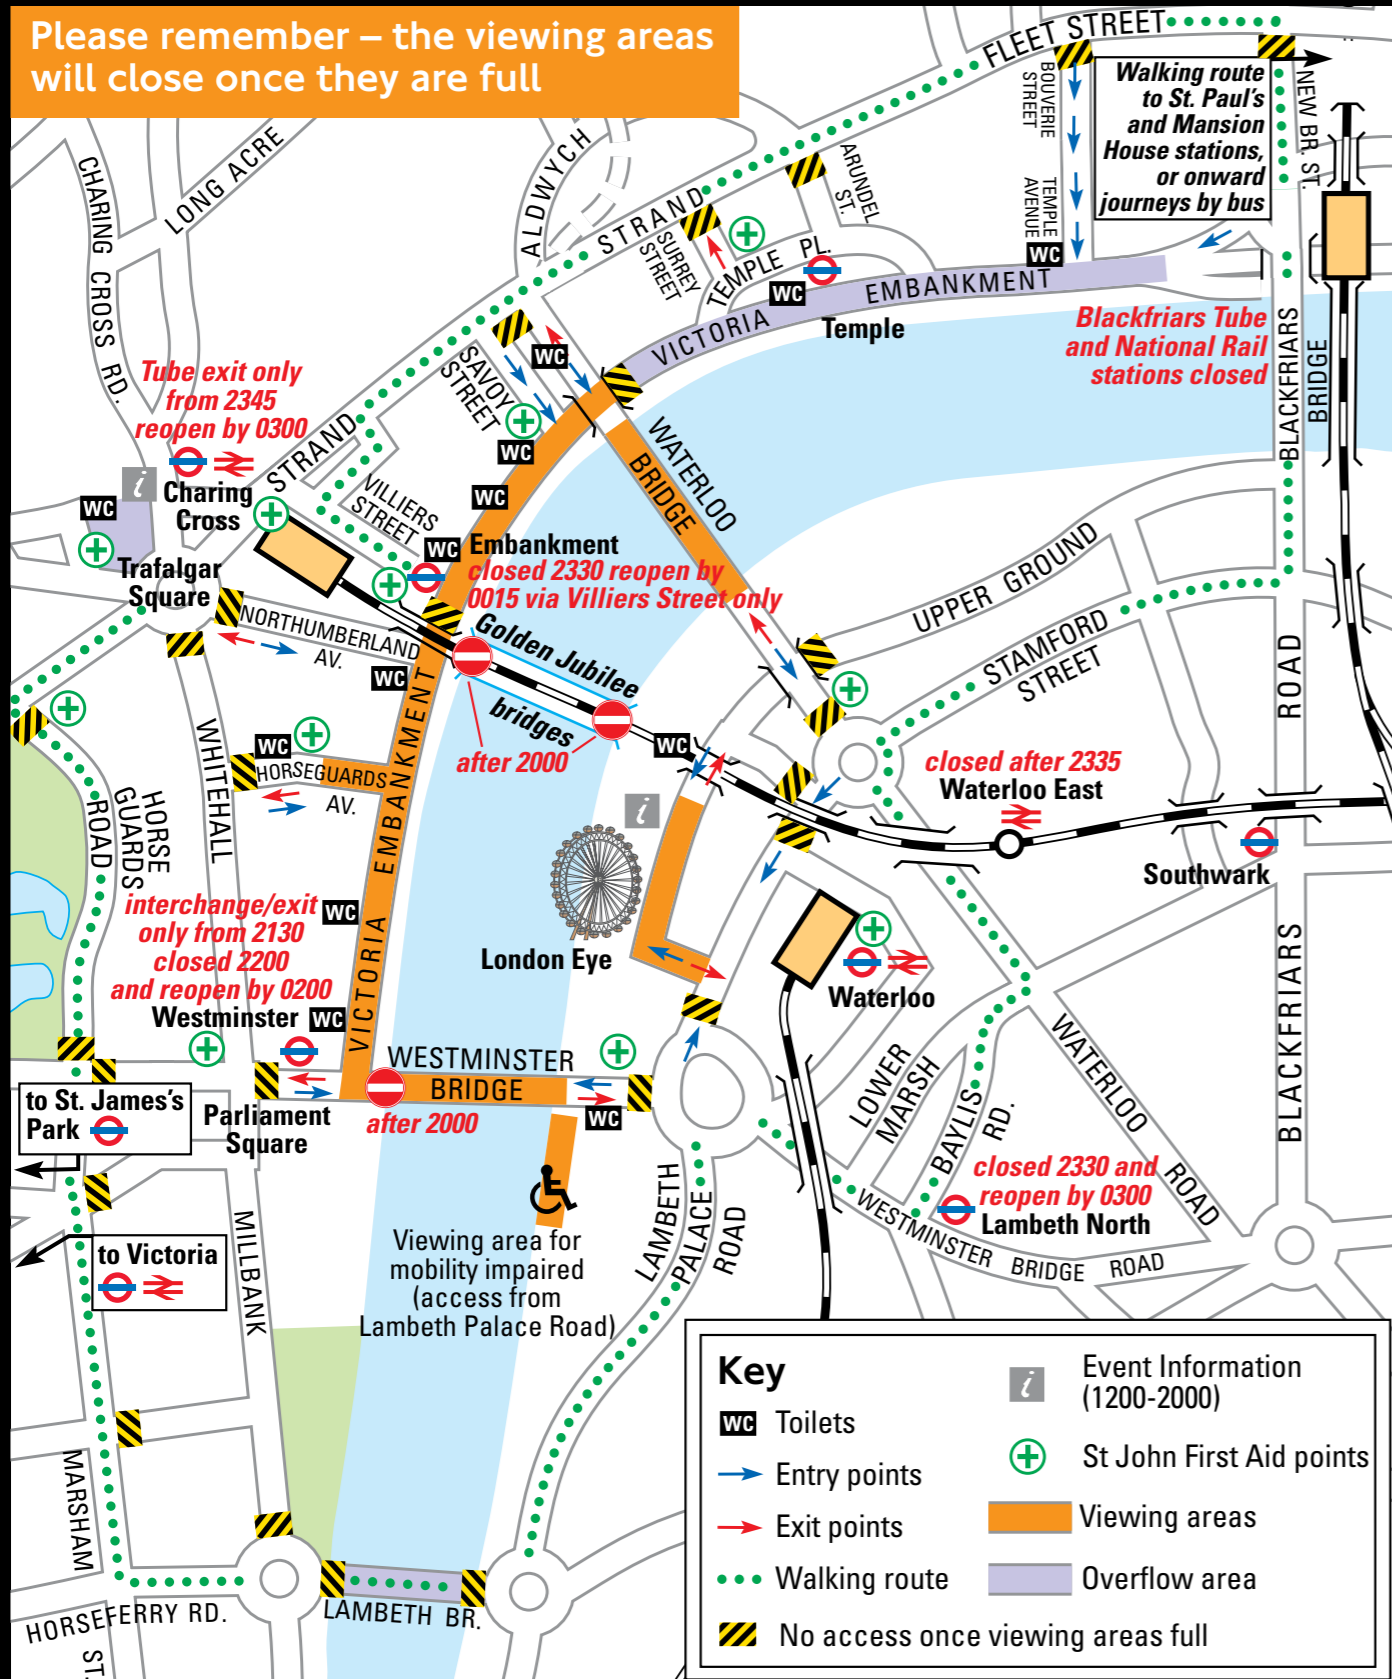 Please remember – the viewing areas
will close once they are full
FLEET STREET
BOUVERIE
STREET
Walking route
to St. Paul's
and Mansion
House stations,
or onward
journeys by bus
NEW BR. ST.
CHARING CROSS RD.
LONG ACRE
ALDWYCH
STRAND
ARUNDEL
ST.
SURREY
STREET
TEMPLE PL.
TEMPLE
AVENUE
WC
WC
VICTORIA EMBANKMENT
Temple
Blackfriars Tube
and National Rail
stations closed
BLACKFRIARS
BRIDGE
Tube exit only
from 2345
reopen by 0300
STRAND
SAVOY
STREET
WC
WC
WC
i
Charing
Cross
WC
Trafalgar
Square
VILLIERS
STREET
WC
Embankment
closed 2330 reopen by
0015 via Villiers Street only
WATERLOO
BRIDGE
UPPER GROUND
STAMFORD
STREET
NORTHUMBERLAND
AV.
WC
Golden Jubilee
bridges
after 2000
WC
WHITEHALL
WC
HORSEGUARDS
AV.
HORSE
GUARDS
ROAD
VICTORIA EMBANKMENT
i
London Eye
closed after 2335
Waterloo East
Southwark
BLACKFRIARS ROAD
interchange/exit
only from 2130
closed 2200
and reopen by 0200
Westminster
WC
WC
Waterloo
WESTMINSTER
BRIDGE
WC
after 2000
Parliament
Square
to St. James's
Park
to Victoria
LOWER
MARSH
BAYLIS
RD.
WATERLOO ROAD
closed 2330 and
reopen by 0300
Lambeth North
WESTMINSTER BRIDGE ROAD
LAMBETH
PALACE
ROAD
Viewing area for
mobility impaired
(access from
Lambeth Palace Road)
MILLBANK
MARSHAM
ST.
HORSEFERRY RD.
LAMBETH BR.
Key
WC Toilets
Entry points
Exit points
Walking route
No access once viewing areas full
i Event Information
(1200-2000)
St John First Aid points
Viewing areas
Overflow area